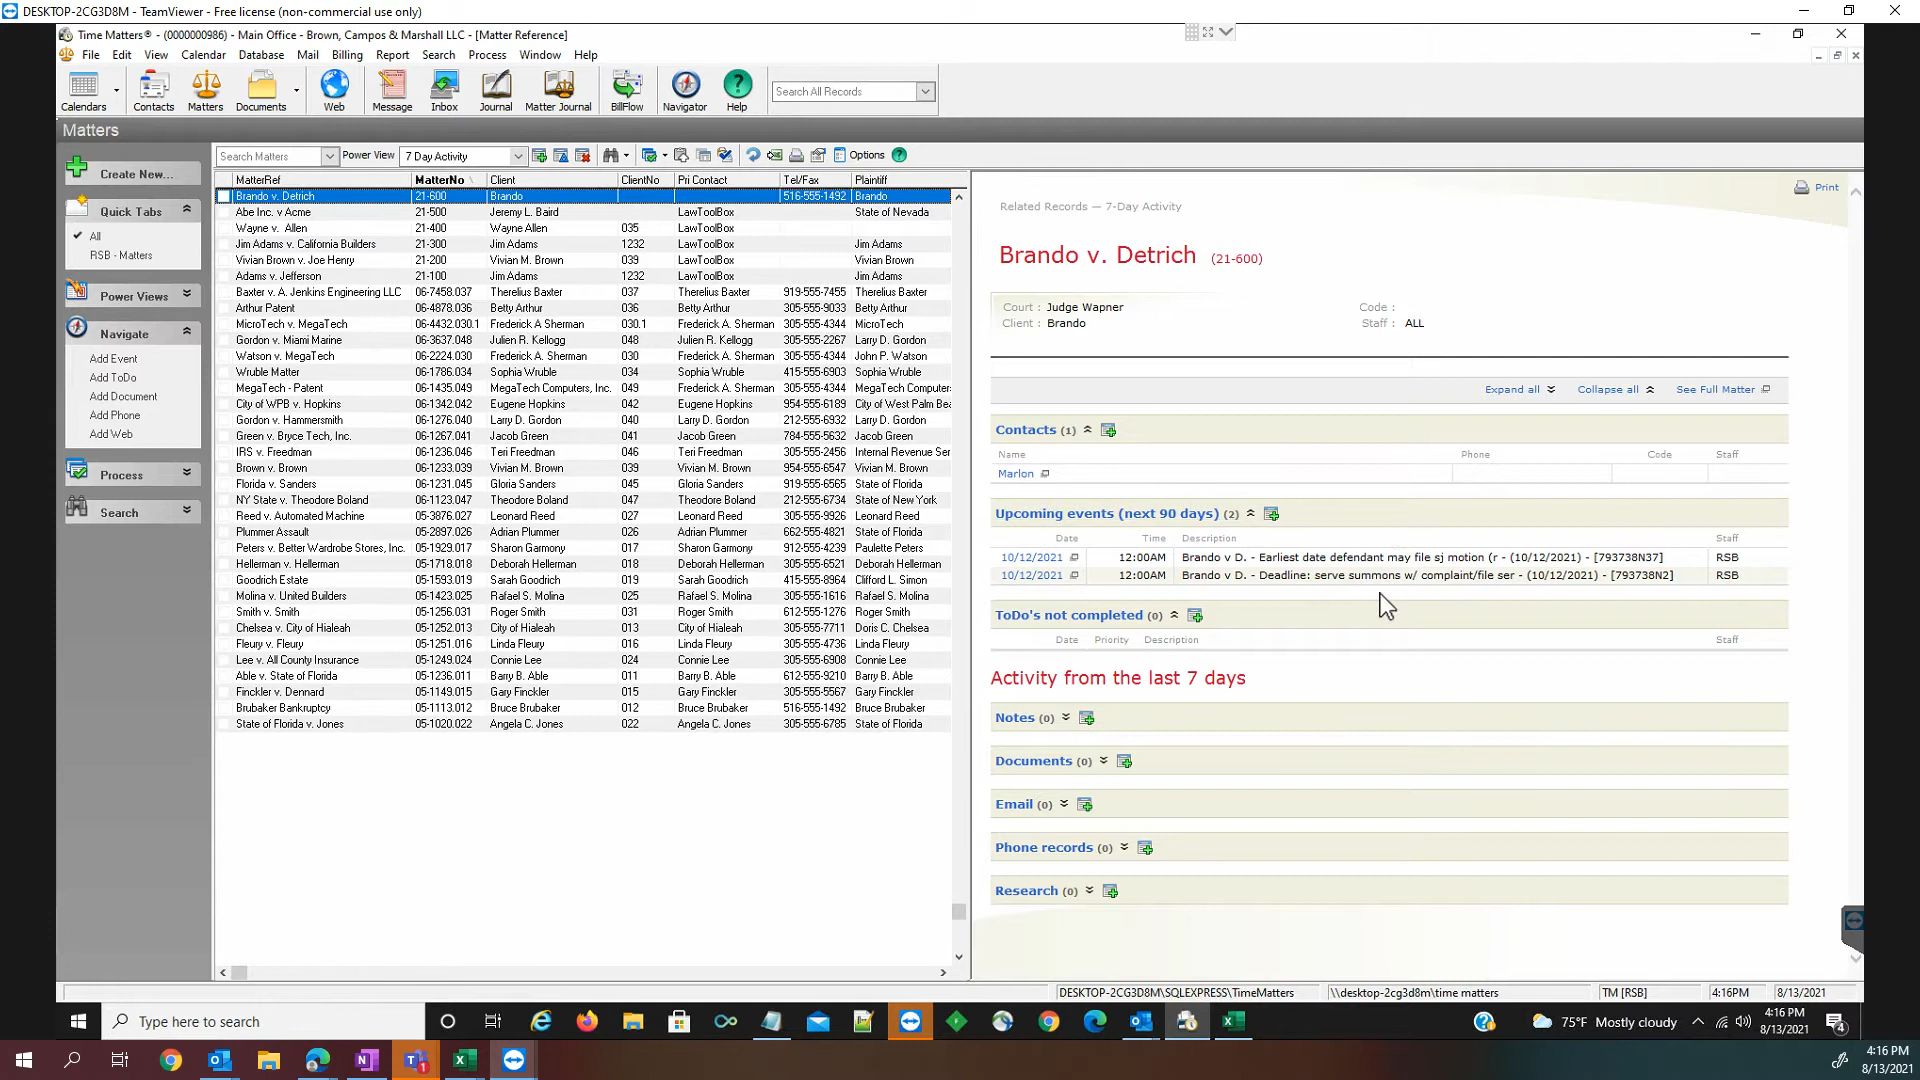 DESKTOP-2CG3D8M - TeamViewer - Free license (non-commercial use only)
Time Matters® - (0000000986) - Main Office - Brown, Campos & Marshall LLC - [Matter Reference]
File Edit View Calendar Database Mail Billing Report Search Process Window Help
Calendars Contacts Matters Documents Web Message Inbox Journal Matter Journal BillFlow Navigator Help Search All Records
Matters
Create New...
Quick Tabs
All
RSB - Matters
Power Views
Navigate
Add Event
Add ToDo
Add Document
Add Phone
Add Web
Process
Search
Search Matters Power View 7 Day Activity Options
MatterRef MatterNo Client ClientNo Pri Contact Tel/Fax Plaintiff
Brando v. Detrich 21-600 Brando 516-555-1492 Brando
Abe Inc. v Acme 21-500 Jeremy L. Baird LawToolBox State of Nevada
Wayne v. Allen 21-400 Wayne Allen 035 LawToolBox
Jim Adams v. California Builders 21-300 Jim Adams 1232 LawToolBox Jim Adams
Vivian Brown v. Joe Henry 21-200 Vivian M. Brown 039 LawToolBox Vivian Brown
Adams v. Jefferson 21-100 Jim Adams 1232 LawToolBox Jim Adams
Baxter v. A. Jenkins Engineering LLC 06-7458.037 Therelius Baxter 037 Therelius Baxter 919-555-7455 Therelius Baxter
Arthur Patent 06-4878.036 Betty Arthur 036 Betty Arthur 305-555-9033 Betty Arthur
MicroTech v. MegaTech 06-4432.030.1 Frederick A Sherman 030.1 Frederick A. Sherman 305-555-4344 MicroTech
Gordon v. Miami Marine 06-3637.048 Julien R. Kellogg 048 Julien R. Kellogg 305-555-2267 Larry D. Gordon
Watson v. MegaTech 06-2224.030 Frederick A. Sherman 030 Frederick A. Sherman 305-555-4344 John P. Watson
Wruble Matter 06-1786.034 Sophia Wruble 034 Sophia Wruble 415-555-6903 Sophia Wruble
MegaTech - Patent 06-1435.049 MegaTech Computers, Inc. 049 Frederick A. Sherman 305-555-4344 MegaTech Computers
City of WPB v. Hopkins 06-1342.042 Eugene Hopkins 042 Eugene Hopkins 954-555-6189 City of West Palm Bea
Gordon v. Hammersmith 06-1276.040 Larry D. Gordon 040 Larry D. Gordon 212-555-6932 Larry D. Gordon
Green v. Bryce Tech, Inc. 06-1267.041 Jacob Green 041 Jacob Green 784-555-5632 Jacob Green
IRS v. Freedman 06-1236.046 Teri Freedman 046 Teri Freedman 305-555-2456 Internal Revenue Ser
Brown v. Brown 06-1233.039 Vivian M. Brown 039 Vivian M. Brown 954-555-6547 Vivian M. Brown
Florida v. Sanders 06-1231.045 Gloria Sanders 045 Gloria Sanders 919-555-6565 State of Florida
NY State v. Theodore Boland 06-1123.047 Theodore Boland 047 Theodore Boland 212-555-6734 State of New York
Reed v. Automated Machine 05-3876.027 Leonard Reed 027 Leonard Reed 305-555-9926 Leonard Reed
Plummer Assault 05-2897.026 Adrian Plummer 026 Adrian Plummer 662-555-4821 State of Florida
Peters v. Better Wardrobe Stores, Inc. 05-1929.017 Sharon Garmony 017 Sharon Garmony 912-555-4239 Paulette Peters
Hellerman v. Hellerman 05-1718.018 Deborah Hellerman 018 Deborah Hellerman 305-555-6521 Deborah Hellerman
Goodrich Estate 05-1593.019 Sarah Goodrich 019 Sarah Goodrich 415-555-8964 Clifford L. Simon
Molina v. United Builders 05-1423.025 Rafael S. Molina 025 Rafael S. Molina 305-555-1616 Rafael S. Molina
Smith v. Smith 05-1256.031 Roger Smith 031 Roger Smith 612-555-1276 Roger Smith
Chelsea v. City of Hialeah 05-1252.013 City of Hialeah 013 City of Hialeah 305-555-7711 Doris C. Chelsea
Fleury v. Fleury 05-1251.016 Linda Fleury 016 Linda Fleury 305-555-4736 Linda Fleury
Lee v. All County Insurance 05-1249.024 Connie Lee 024 Connie Lee 305-555-6908 Connie Lee
Able v. State of Florida 05-1236.011 Barry B. Able 011 Barry B. Able 612-555-9210 Barry B. Able
Finckler v. Dennard 05-1149.015 Gary Finckler 015 Gary Finckler 305-555-5567 Gary Finckler
Brubaker Bankruptcy 05-1113.012 Bruce Brubaker 012 Bruce Brubaker 516-555-1492 Bruce Brubaker
State of Florida v. Jones 05-1020.022 Angela C. Jones 022 Angela C. Jones 305-555-6785 State of Florida
Print
Related Records — 7-Day Activity
Brando v. Detrich (21-600)
Court : Judge Wapner Code :
Client : Brando Staff : ALL
Expand all Collapse all See Full Matter
Contacts (1)
Name Phone Code Staff
Marlon
Upcoming events (next 90 days) (2)
Date Time Description Staff
10/12/2021 12:00AM Brando v D. - Earliest date defendant may file sj motion (r - (10/12/2021) - [793738N37] RSB
10/12/2021 12:00AM Brando v D. - Deadline: serve summons w/ complaint/file ser - (10/12/2021) - [793738N2] RSB
ToDo's not completed (0)
Date Priority Description Staff
Activity from the last 7 days
Notes (0)
Documents (0)
Email (0)
Phone records (0)
Research (0)
DESKTOP-2CG3D8M\SQLEXPRESS\TimeMatters \\desktop-2cg3d8m\time matters TM [RSB] 4:16PM 8/13/2021
Type here to search 75°F Mostly cloudy 4:16 PM
8/13/2021 4
1
4:16 PM
8/13/2021